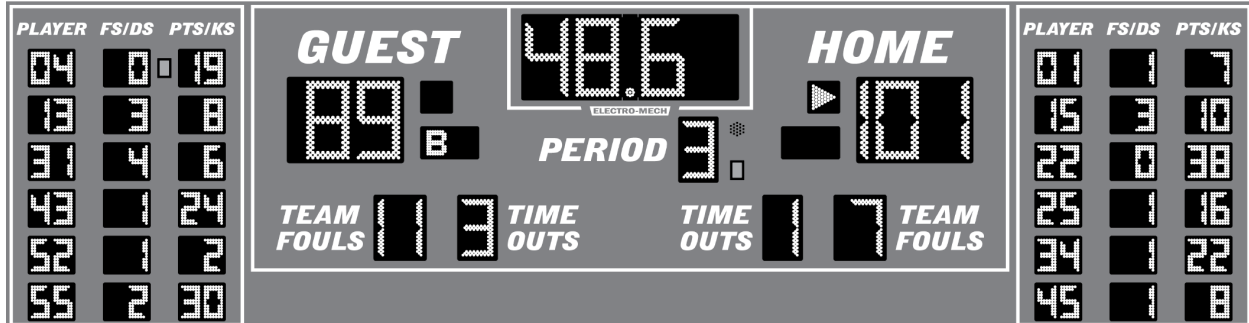 PLAYER FS/DS PTS/KS
04 0 19
13 3 8
31 4 6
43 1 24
52 1 2
55 2 30
GUEST 48.6 HOME
ELECTRO-MECH
89 B 101
PERIOD 3
TEAM FOULS 11 3 TIME OUTS
TIME OUTS 1 7 TEAM FOULS
PLAYER FS/DS PTS/KS
01 1 7
15 3 10
22 0 38
25 1 16
34 1 22
45 1 8